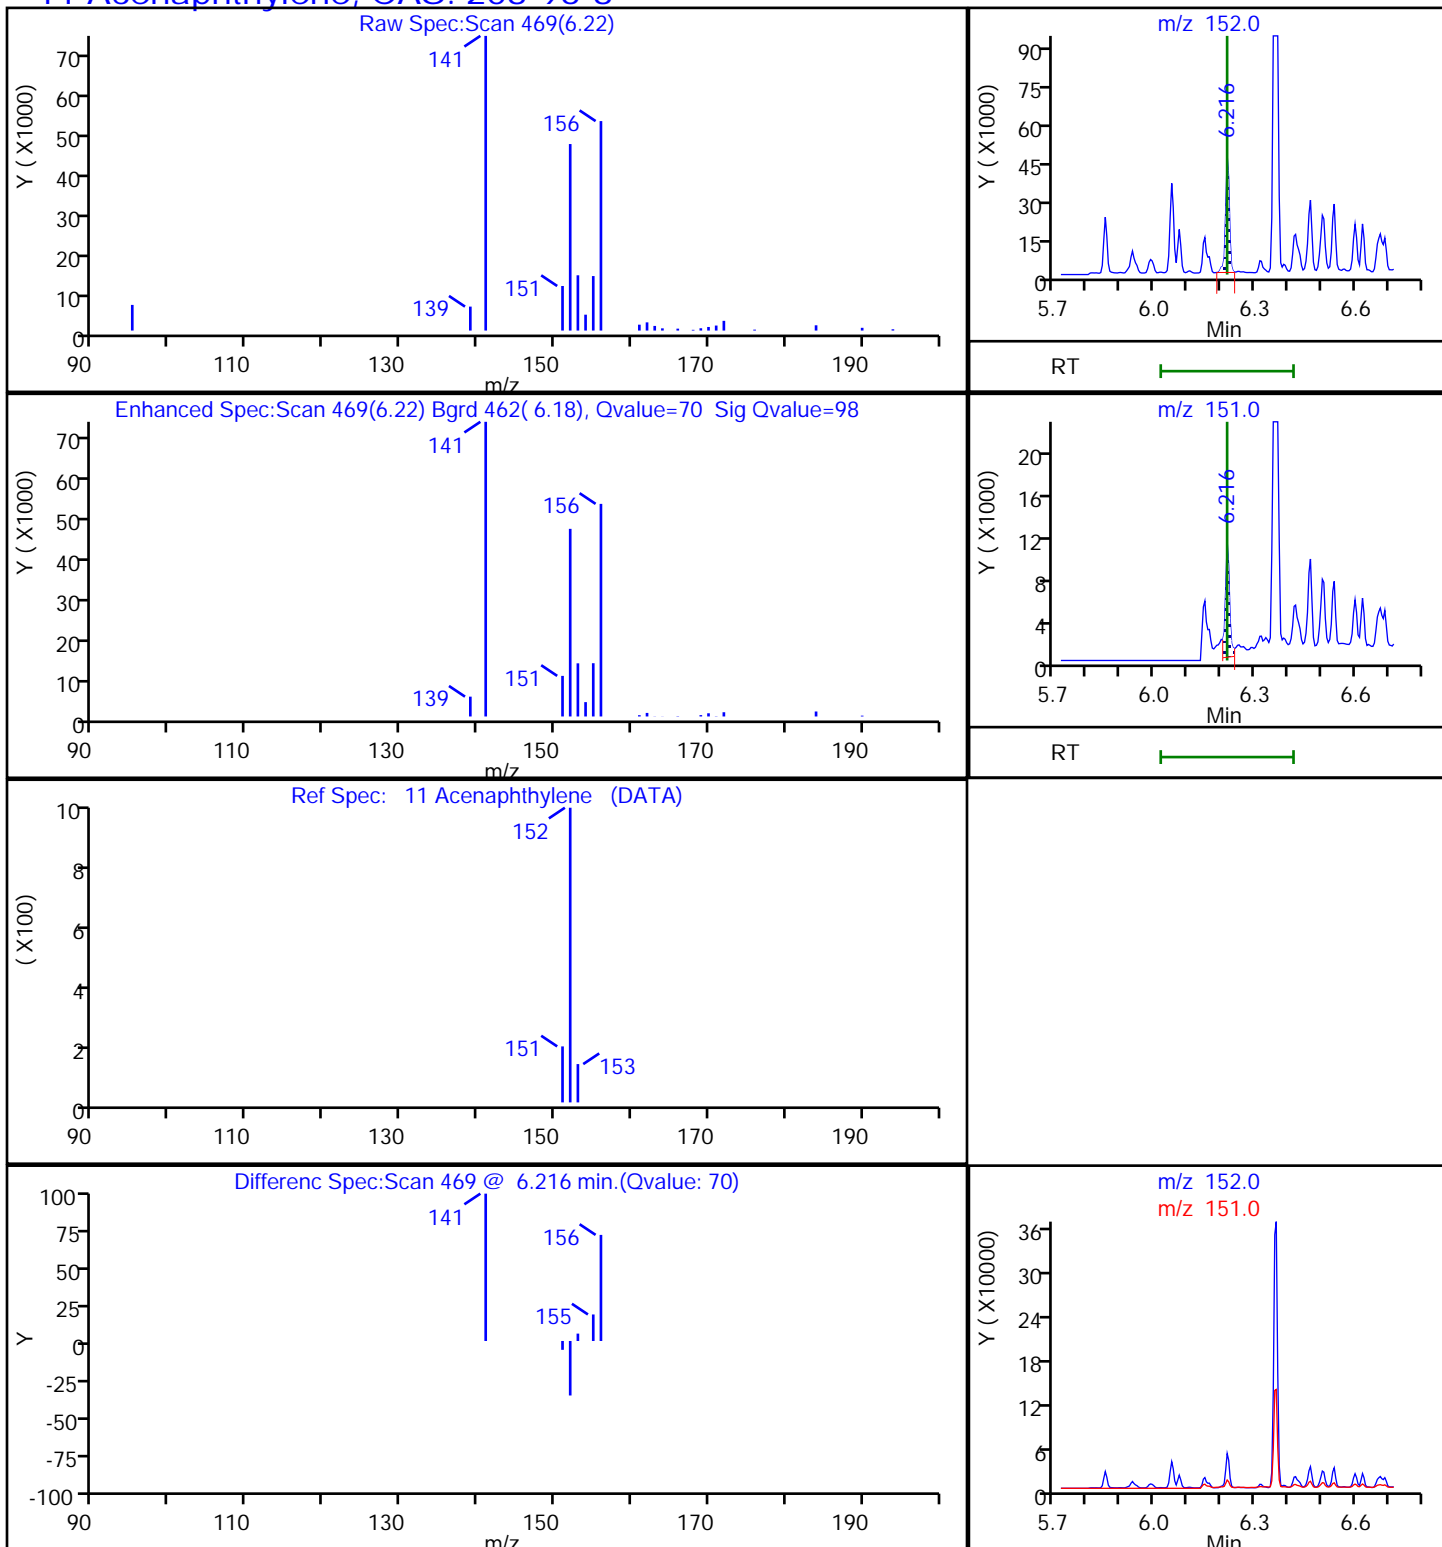 Raw Spec:Scan 469(6.22)
Y ( X1000)
70
60
50
40
30
20
10
0
141
156
151
139
90 110 130 150 170 190
m/z
m/z 152.0
Y ( X1000)
90
75
60
45
30
15
0
6.216
5.7 6.0 6.3 6.6
Min
RT
Enhanced Spec:Scan 469(6.22) Bgrd 462( 6.18), Qvalue=70 Sig Qvalue=98
Y ( X1000)
70
60
50
40
30
20
10
0
141
156
151
139
90 110 130 150 170 190
m/z
m/z 151.0
Y ( X1000)
20
16
12
8
4
0
6.216
5.7 6.0 6.3 6.6
Min
RT
Ref Spec: 11 Acenaphthylene (DATA)
( X100)
10
8
6
4
2
0
152
151
153
90 110 130 150 170 190
Differenc Spec:Scan 469 @ 6.216 min.(Qvalue: 70)
Y
100
75
50
25
0
-25
-50
-75
-100
141
156
155
90 110 130 150 170 190
m/z
m/z 152.0
m/z 151.0
Y ( X10000)
36
30
24
18
12
6
0
5.7 6.0 6.3 6.6
Min